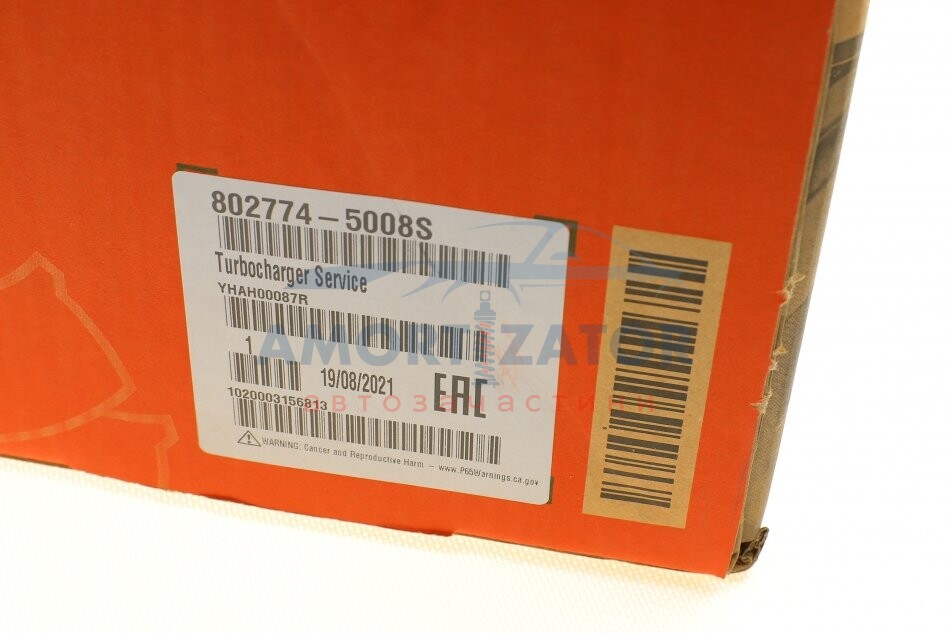 802774–5008S
Turbocharger Service
YHAH00087R
AMORTIZATOR
1
19/08/2021
EAC
автозачастини
1020003156813
WARNING: Cancer and Reproductive Harm – www.P65Warnings.ca.gov